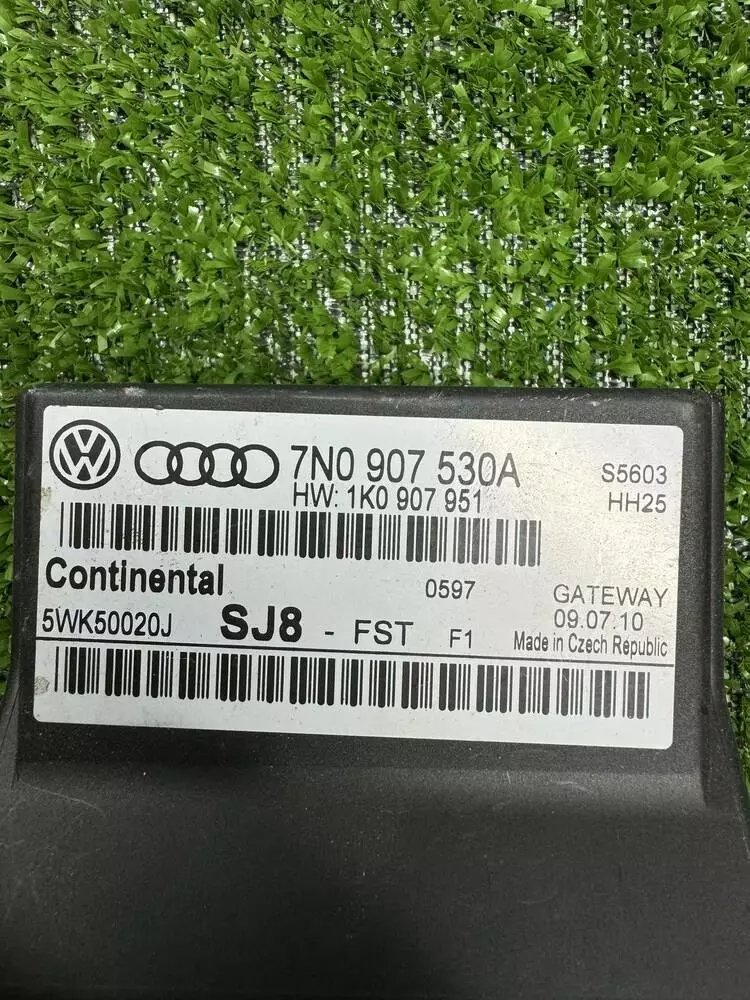 7N0 907 530A
HW: 1K0 907 951
S5603
HH25
Continental
0597
GATEWAY
5WK50020J
SJ8 - FST F1
09.07.10
Made in Czech Republic